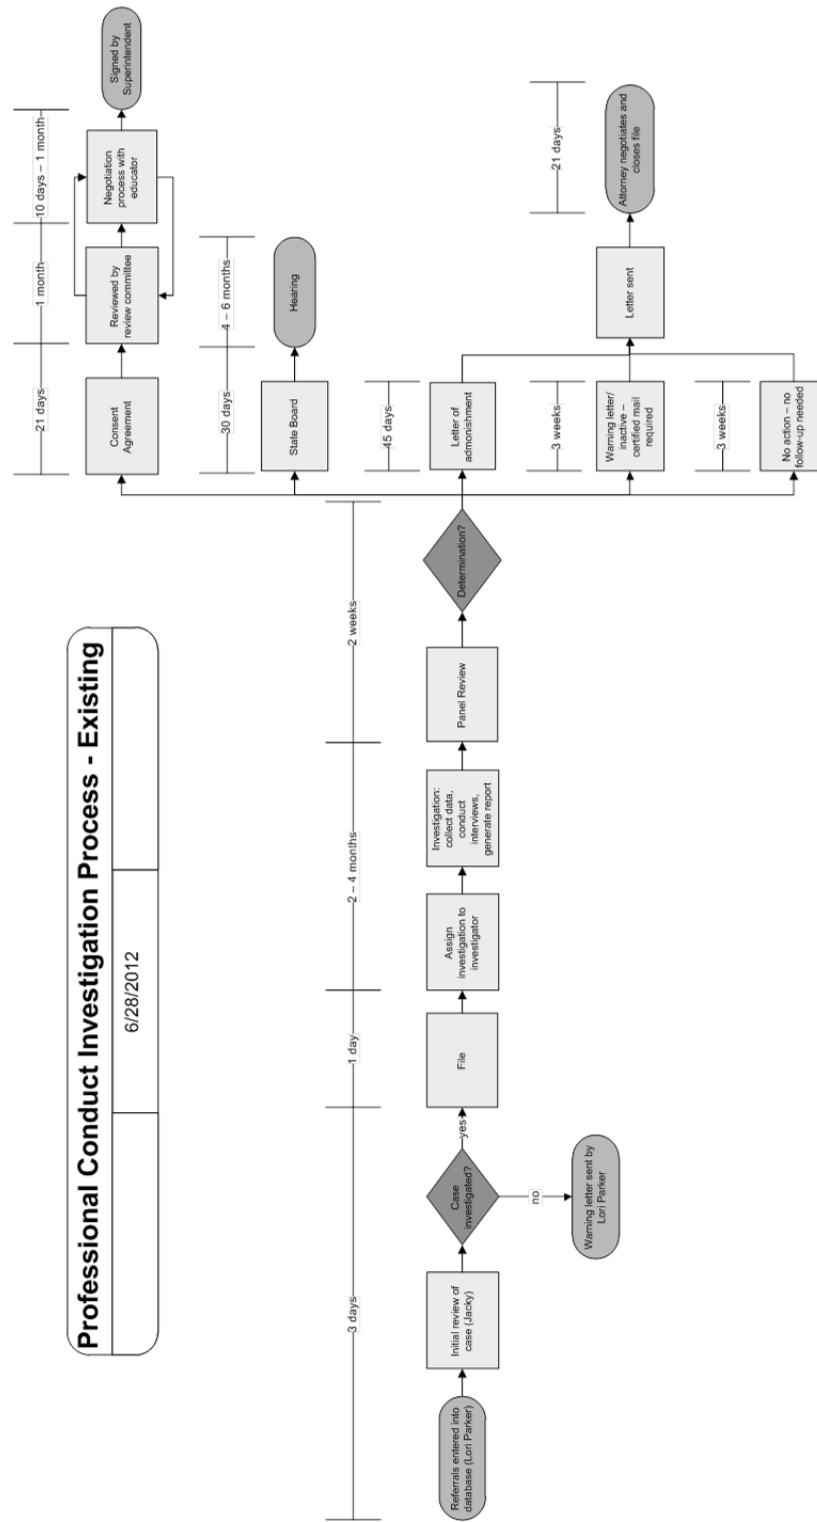 Professional Conduct Investigation Process - Existing
6/28/2012
3 days
1 day
2 – 4 months
2 weeks
Referrals entered into
database (Lori Parker)
Initial review of
case (Jacky)
Case
investigated?
yes
no
Warning letter sent by
Lori Parker
File
Assign
investigation to
investigator
Investigation:
collect data,
conduct
interviews,
generate report
Panel Review
Determination?
21 days
1 month
10 days – 1 month
Consent
Agreement
Reviewed by
review committee
Negotiation
process with
educator
Signed by
Superintendent
30 days
4 – 6 months
State Board
Hearing
45 days
Letter of
admonishment
3 weeks
Warning letter/
inactive –
certified mail
required
3 weeks
No action – no
follow-up needed
Letter sent
21 days
Attorney negotiates and
closes file